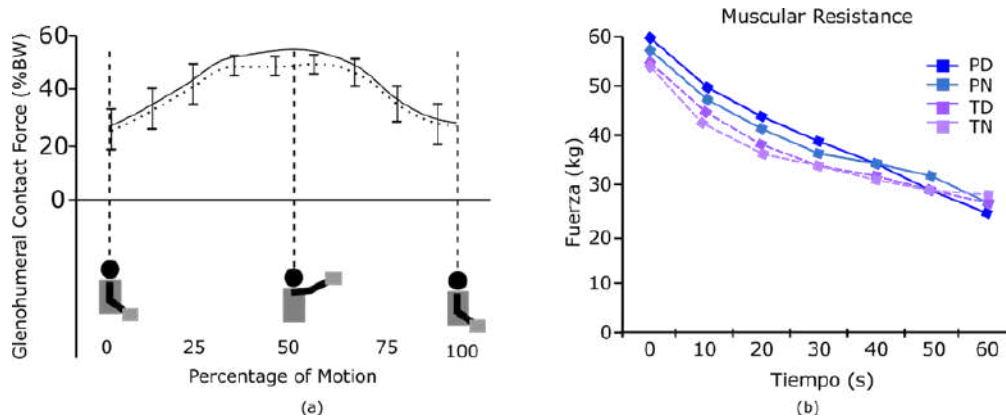 Glenohumeral Contact Force (%BW)
60
40
20
0
0 25 50 75 100
Percentage of Motion
(a)
Muscular Resistance
Fuerza (kg)
60
50
40
30
20
10
0
PD
PN
TD
TN
0 10 20 30 40 50 60
Tiempo (s)
(b)